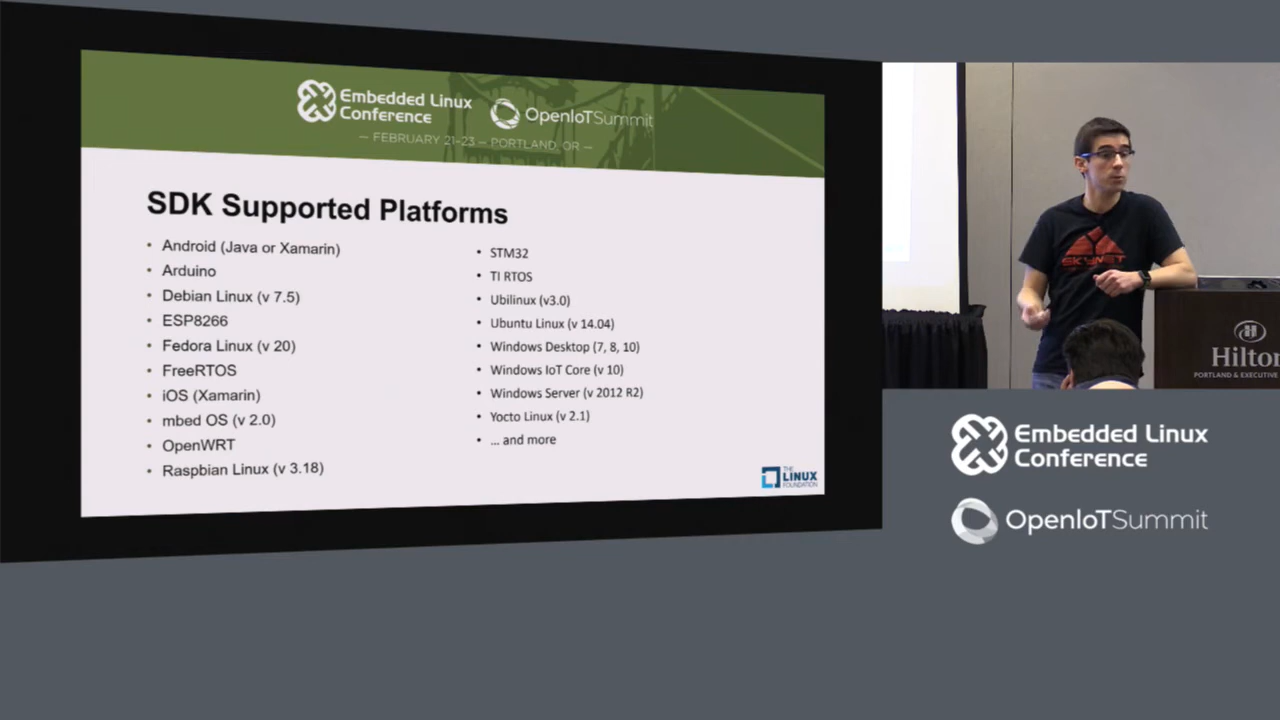 Embedded Linux
Conference
OpenIoTSummit
— FEBRUARY 21-23 — PORTLAND, OR —
SDK Supported Platforms
• Android (Java or Xamarin)
• Arduino
• Debian Linux (v 7.5)
• ESP8266
• Fedora Linux (v 20)
• FreeRTOS
• iOS (Xamarin)
• mbed OS (v 2.0)
• OpenWRT
• Raspbian Linux (v 3.18)
• STM32
• TI RTOS
• Ubilinux (v3.0)
• Ubuntu Linux (v 14.04)
• Windows Desktop (7, 8, 10)
• Windows IoT Core (v 10)
• Windows Server (v 2012 R2)
• Yocto Linux (v 2.1)
• ... and more
THE
LINUX
FOUNDATION
SKYNET
Hilton
PORTLAND & EXECUTIVE
Embedded Linux
Conference
OpenIoTSummit